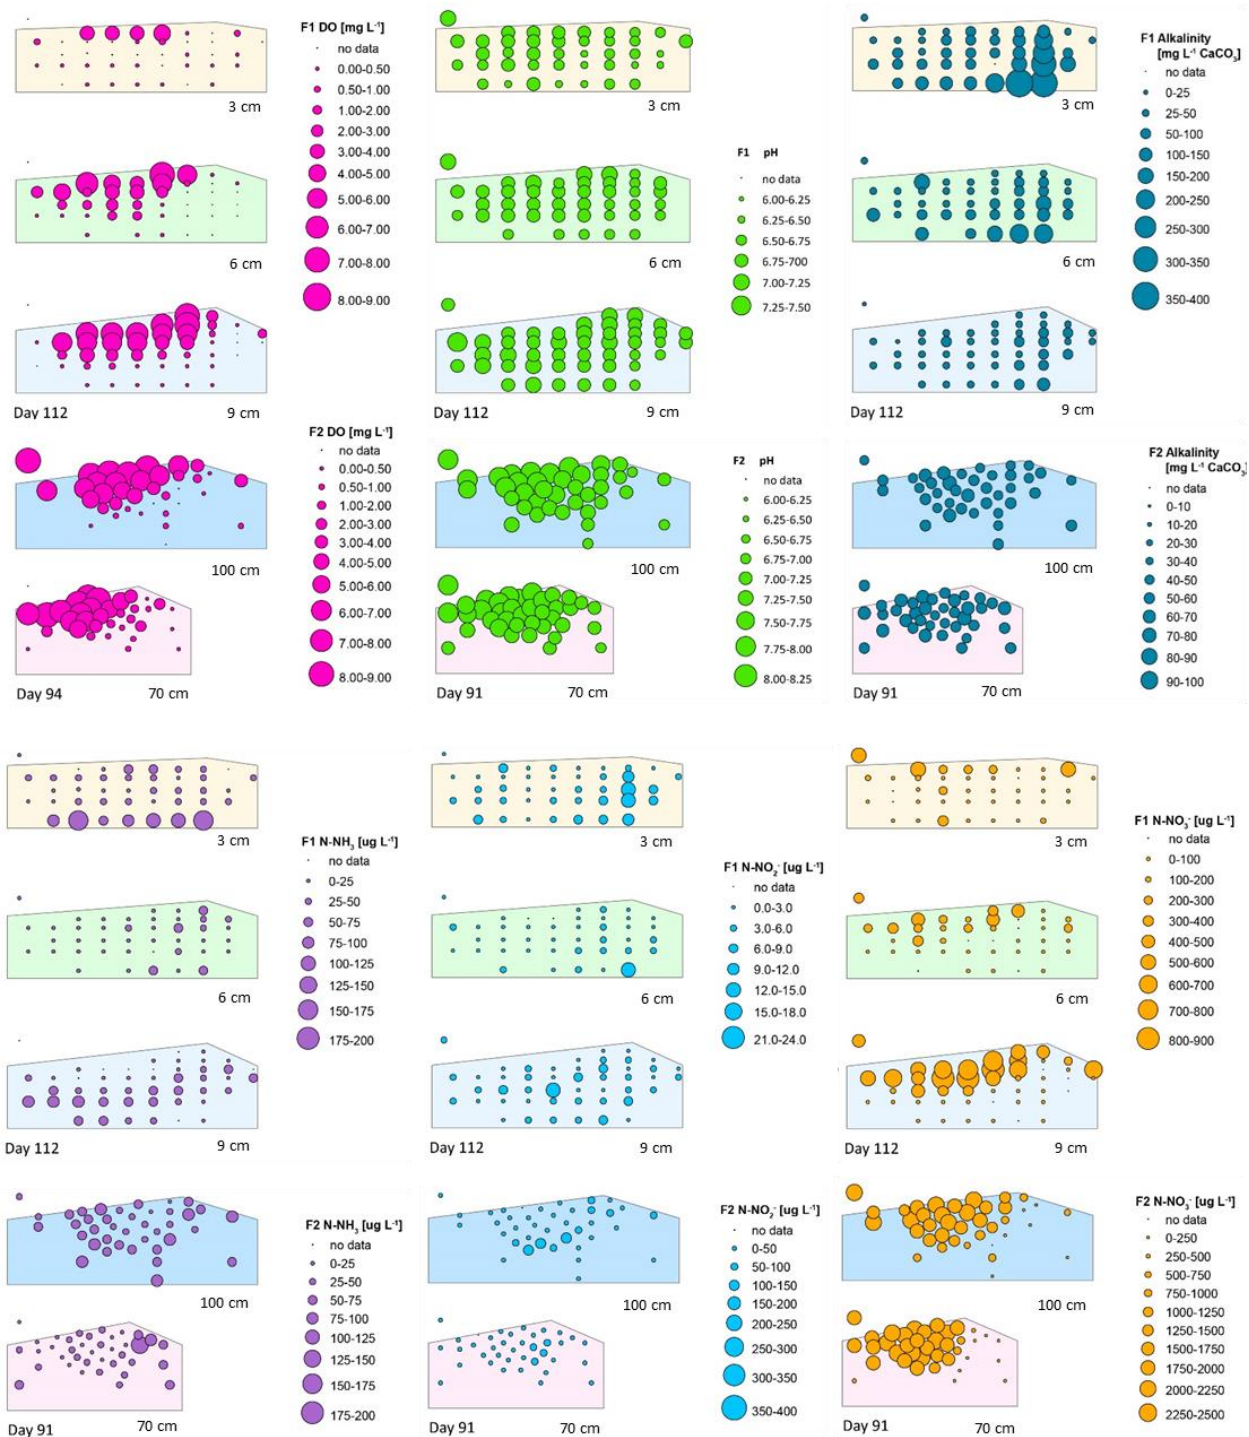 F1 DO [mg L⁻¹]
no data
0.00-0.50
0.50-1.00
1.00-2.00
2.00-3.00
3.00-4.00
4.00-5.00
5.00-6.00
6.00-7.00
7.00-8.00
8.00-9.00
3 cm
6 cm
Day 112
9 cm
F1 pH
no data
6.00-6.25
6.25-6.50
6.50-6.75
6.75-700
7.00-7.25
7.25-7.50
3 cm
6 cm
Day 112
9 cm
F1 Alkalinity
[mg L⁻¹ CaCO₃]
no data
0-25
25-50
50-100
100-150
150-200
200-250
250-300
300-350
350-400
3 cm
6 cm
Day 112
9 cm
F2 DO [mg L⁻¹]
no data
0.00-0.50
0.50-1.00
1.00-2.00
2.00-3.00
3.00-4.00
4.00-5.00
5.00-6.00
6.00-7.00
7.00-8.00
8.00-9.00
100 cm
Day 94
70 cm
F2 pH
no data
6.00-6.25
6.25-6.50
6.50-6.75
6.75-7.00
7.00-7.25
7.25-7.50
7.50-7.75
7.75-8.00
8.00-8.25
100 cm
Day 91
70 cm
F2 Alkalinity
[mg L⁻¹ CaCO₃
no data
0-10
10-20
20-30
30-40
40-50
50-60
60-70
70-80
80-90
90-100
100 cm
Day 91
70 cm
F1 N-NH₃ [ug L⁻¹]
no data
0-25
25-50
50-75
75-100
100-125
125-150
150-175
175-200
3 cm
6 cm
Day 112
9 cm
F1 N-NO₂⁻ [ug L⁻¹]
no data
0.0-3.0
3.0-6.0
6.0-9.0
9.0-12.0
12.0-15.0
15.0-18.0
21.0-24.0
3 cm
6 cm
Day 112
9 cm
F1 N-NO₃⁻ [ug L⁻¹]
no data
0-100
100-200
200-300
300-400
400-500
500-600
600-700
700-800
800-900
3 cm
6 cm
Day 112
9 cm
F2 N-NH₃ [ug L⁻¹]
no data
0-25
25-50
50-75
75-100
100-125
125-150
150-175
175-200
100 cm
Day 91
70 cm
F2 N-NO₂⁻ [ug L⁻¹]
no data
0-50
50-100
100-150
150-200
200-250
250-300
300-350
350-400
100 cm
Day 91
70 cm
F2 N-NO₃⁻ [ug L⁻¹]
no data
0-250
250-500
500-750
750-1000
1000-1250
1250-1500
1500-1750
1750-2000
2000-2250
2250-2500
100 cm
Day 91
70 cm